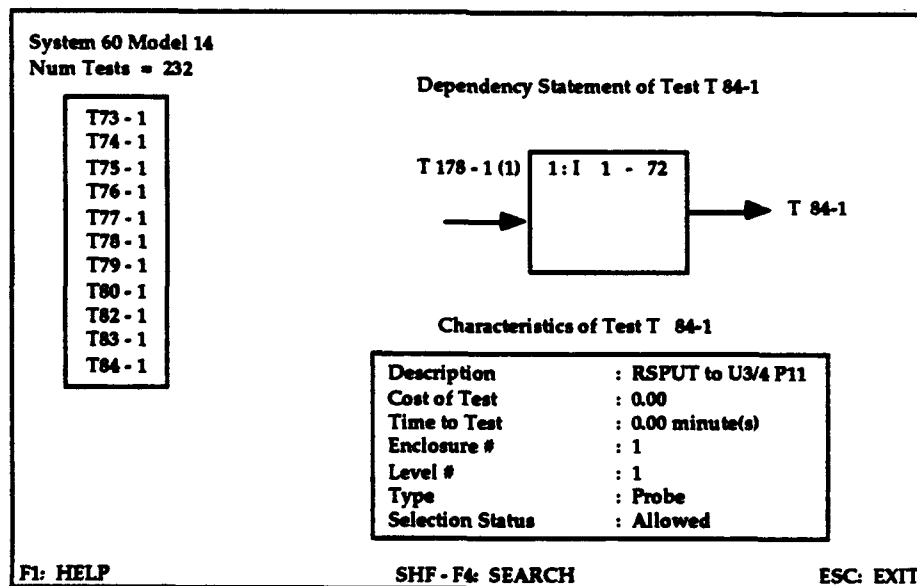 System 60 Model 14
Num Tests = 232
T73 - 1
T74 - 1
T75 - 1
T76 - 1
T77 - 1
T78 - 1
T79 - 1
T80 - 1
T82 - 1
T83 - 1
T84 - 1
Dependency Statement of Test T 84-1
T 178 - 1 (1) 1 : I 1 - 72
T 84-1
Characteristics of Test T 84-1
Description : RSPUT to U3/4 P11
Cost of Test : 0.00
Time to Test : 0.00 minute(s)
Enclosure # : 1
Level # : 1
Type : Probe
Selection Status : Allowed
F1: HELP SHF - F4: SEARCH ESC: EXIT